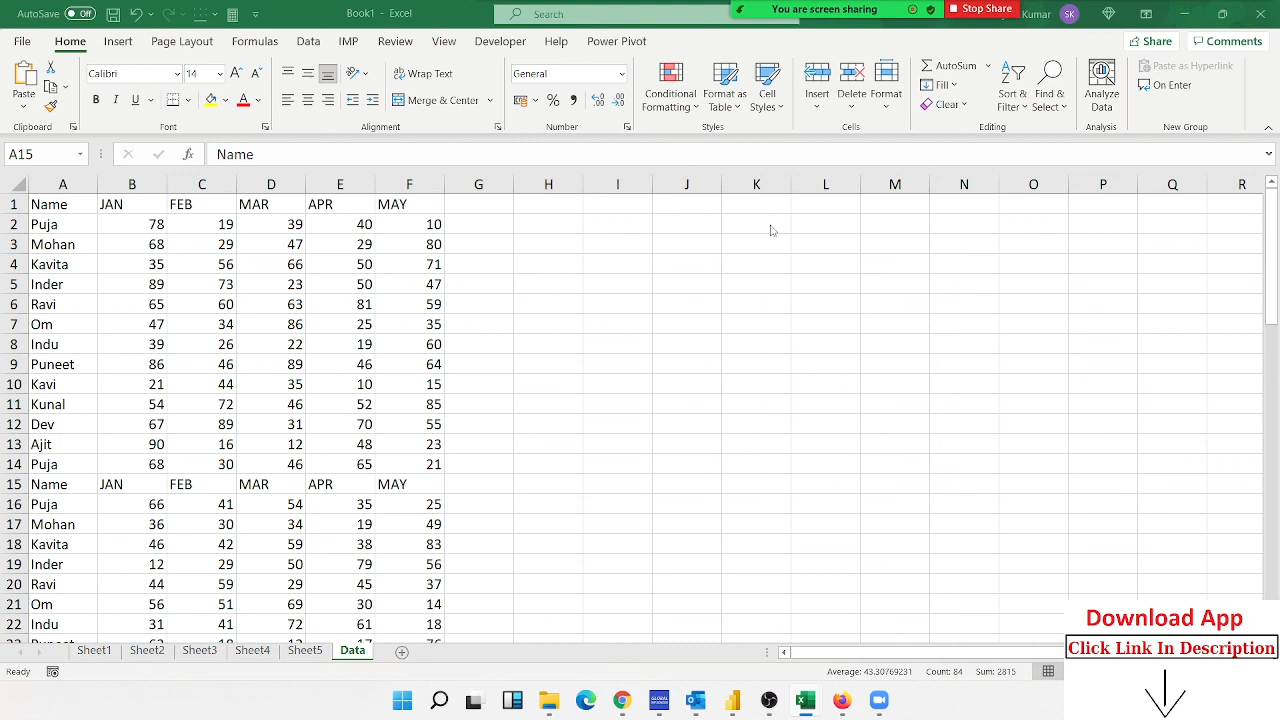 AutoSave Off Book1 - Excel Search You are screen sharing Stop Share Kumar SK
File Home Insert Page Layout Formulas Data IMP Review View Developer Help Power Pivot Share Comments
Paste Calibri 14 Wrap Text General Conditional Formatting Format as Table Cell Styles Insert Delete Format AutoSum Fill Clear Sort & Filter Find & Select Analyze Data Paste as Hyperlink On Enter
B I U Merge & Center
Clipboard Font Alignment Number Styles Cells Editing Analysis New Group
A15 fx Name
A B C D E F G H I J K L M N O P Q R
1 Name JAN FEB MAR APR MAY
2 Puja 78 19 39 40 10
3 Mohan 68 29 47 29 80
4 Kavita 35 56 66 50 71
5 Inder 89 73 23 50 47
6 Ravi 65 60 63 81 59
7 Om 47 34 86 25 35
8 Indu 39 26 22 19 60
9 Puneet 86 46 89 46 64
10 Kavi 21 44 35 10 15
11 Kunal 54 72 46 52 85
12 Dev 67 89 31 70 55
13 Ajit 90 16 12 48 23
14 Puja 68 30 46 65 21
15 Name JAN FEB MAR APR MAY
16 Puja 66 41 54 35 25
17 Mohan 36 30 34 19 49
18 Kavita 46 42 59 38 83
19 Inder 12 29 50 79 56
20 Ravi 44 59 29 45 37
21 Om 56 51 69 30 14
22 Indu 31 41 72 61 18
Sheet1 Sheet2 Sheet3 Sheet4 Sheet5 Data
Ready Average: 43.30769231 Count: 84 Sum: 2815
Download App
Click Link In Description